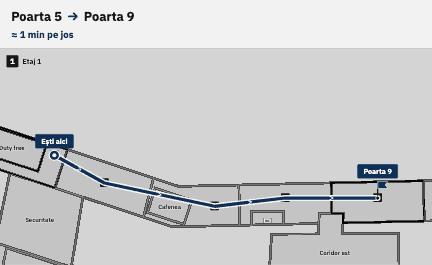 Poarta 5 → Poarta 9
≈ 1 min pe jos
1 Etaj 1
Duty free
Ești aici
Poarta 9
Cafenea
Securitate
Coridor est